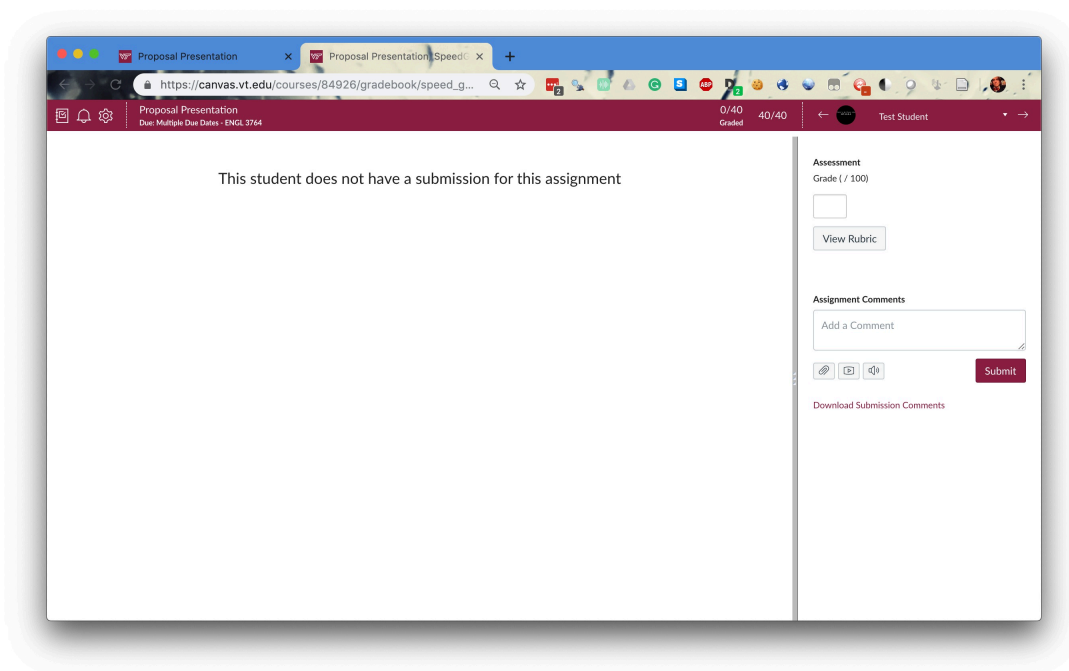 Proposal Presentation
Proposal Presentation
https://canvas.vt.edu/courses/84926/gradebook/speed_g...
Proposal Presentation
Due: Multiple Due Dates - ENGL 3764
0/40
Graded
40/40
Test Student
This student does not have a submission for this assignment
Assessment
Grade ( / 100)
View Rubric
Assignment Comments
Add a Comment
Submit
Download Submission Comments